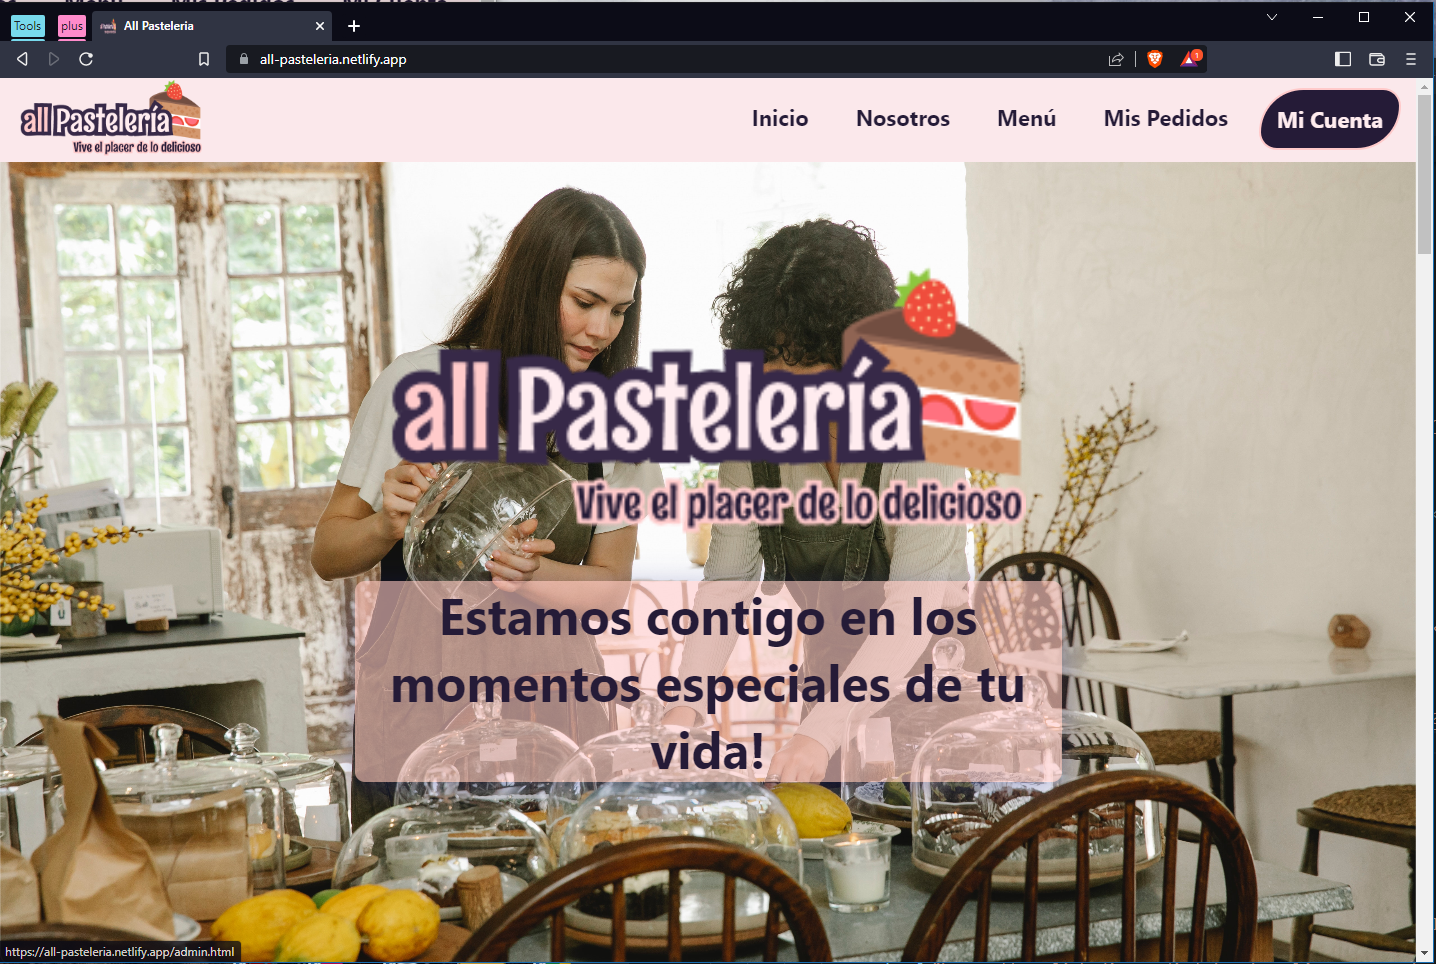 Tools
plus
All Pasteleria
all-pasteleria.netlify.app
1
all Pastelería
Vive el placer de lo delicioso
Inicio
Nosotros
Menú
Mis Pedidos
Mi Cuenta
all Pastelería
Vive el placer de lo delicioso
Estamos contigo en los
momentos especiales de tu
vida!
https://all-pasteleria.netlify.app/admin.html